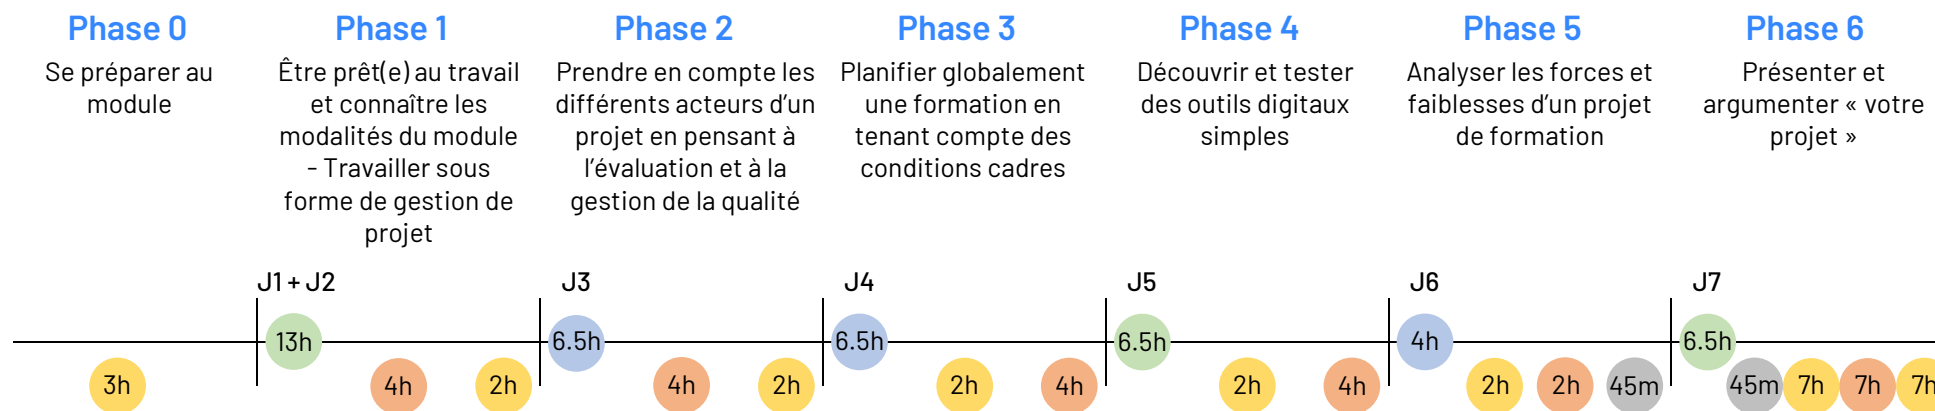 Phase 0
Se préparer au
module
Phase 1
Être prêt(e) au travail
et connaître les
modalités du module
- Travailler sous
forme de gestion de
projet
Phase 2
Prendre en compte les
différents acteurs d’un
projet en pensant à
l’évaluation et à la
gestion de la qualité
Phase 3
Planifier globalement
une formation en
tenant compte des
conditions cadres
Phase 4
Découvrir et tester
des outils digitaux
simples
Phase 5
Analyser les forces et
faiblesses d’un projet
de formation
Phase 6
Présenter et
argumenter « votre
projet »
J1 + J2
J3
J4
J5
J6
J7
13h
6.5h
6.5h
6.5h
4h
6.5h
3h
4h
2h
4h
2h
2h
4h
2h
4h
2h
2h
45m
45m
7h
7h
7h